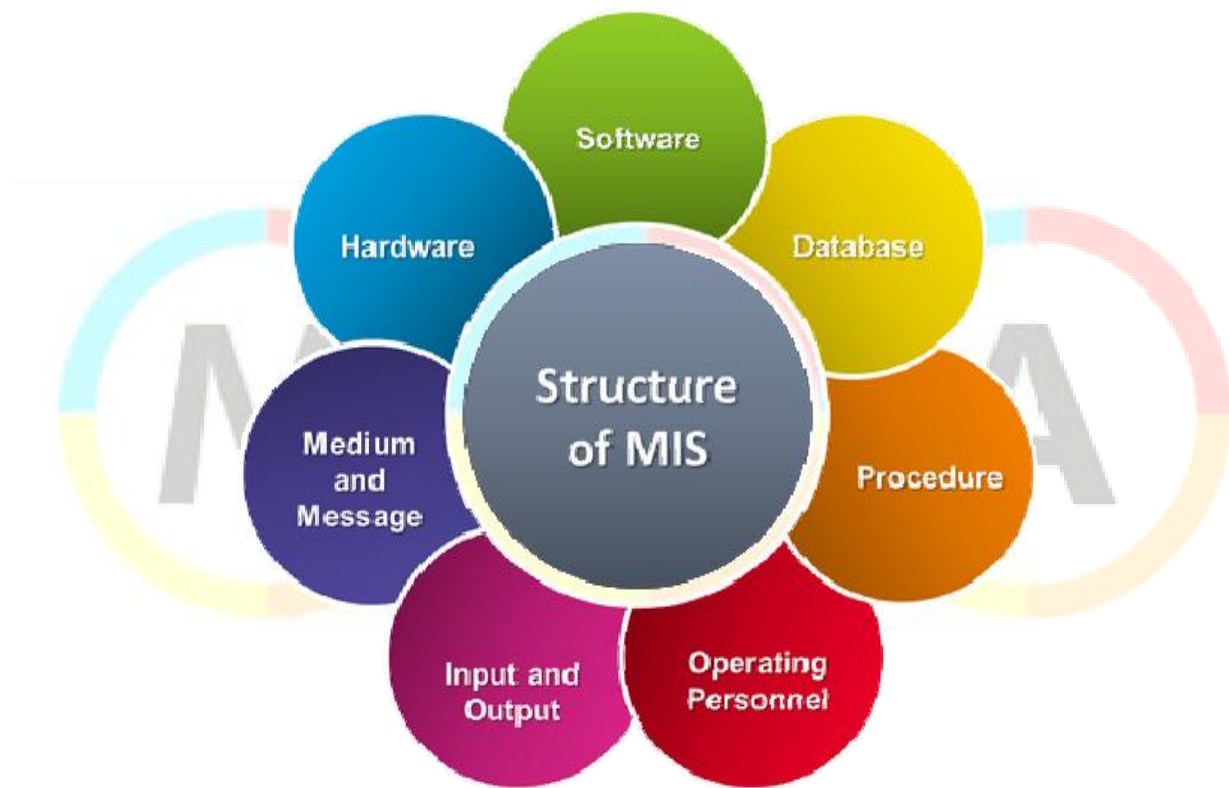 Software
Hardware
Database
Structure
of MIS
Medium
and
Message
Procedure
Input and
Output
Operating
Personnel